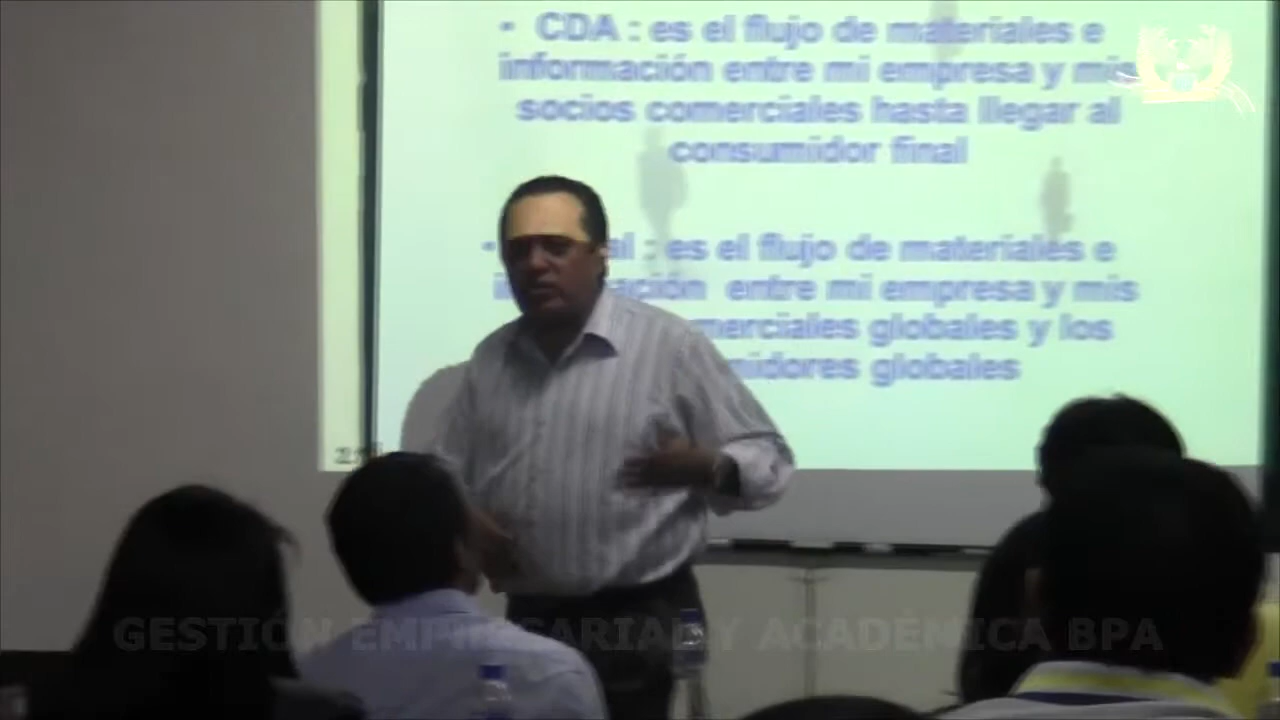 • CDA : es el flujo de materiales e
información entre mi empresa y mis
socios comerciales hasta llegar al
consumidor final
• al : es el flujo de materiales e
entre mi empresa y mis
globales y los
globales
GESTIÓN EMPRESARIAL Y ACADÉMICA BPA